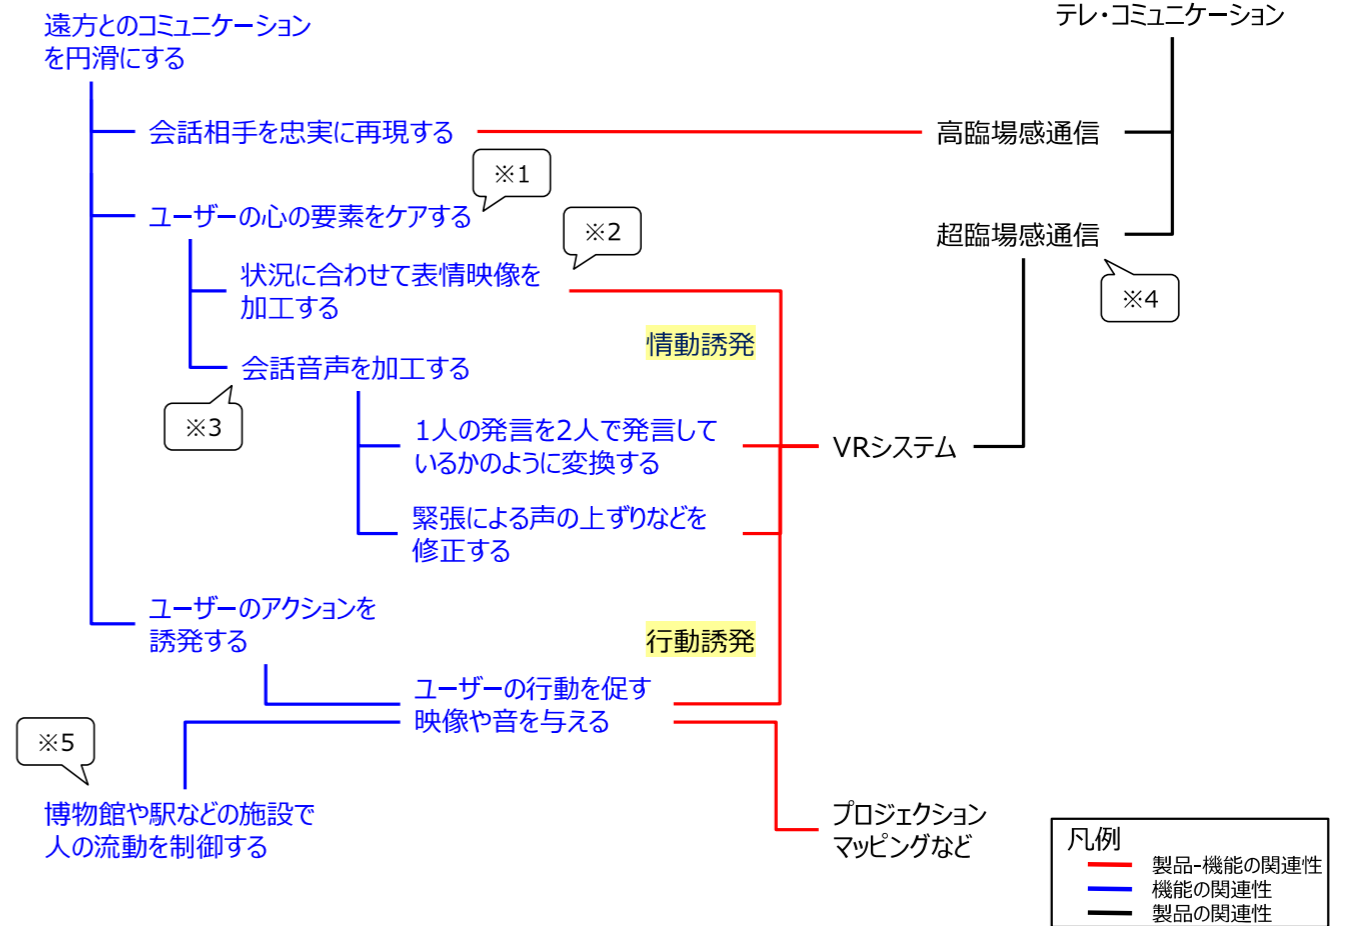 遠方とのコミュニケーション
を円滑にする
テレ・コミュニケーション
会話相手を忠実に再現する
高臨場感通信
※1
ユーザーの心の要素をケアする
※2
超臨場感通信
状況に合わせて表情映像を
加工する
※4
情動誘発
会話音声を加工する
※3
1人の発言を2人で発言して
いるかのように変換する
VRシステム
緊張による声の上ずりなどを
修正する
ユーザーのアクションを
誘発する
行動誘発
ユーザーの行動を促す
映像や音を与える
※5
博物館や駅などの施設で
人の流動を制御する
プロジェクション
マッピングなど
凡例
製品-機能の関連性
機能の関連性
製品の関連性